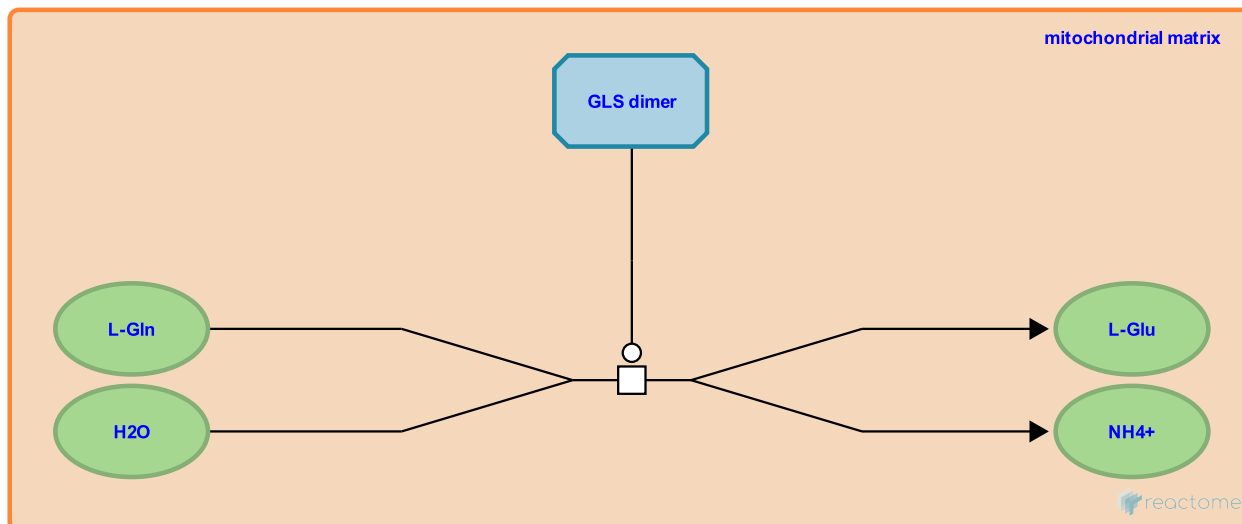 mitochondrial matrix
GLS dimer
L-Gln
L-Glu
H2O
NH4+
reactome